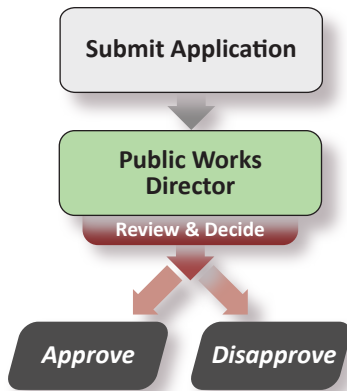 Submit Application
Public Works
Director
Review & Decide
Approve
Disapprove